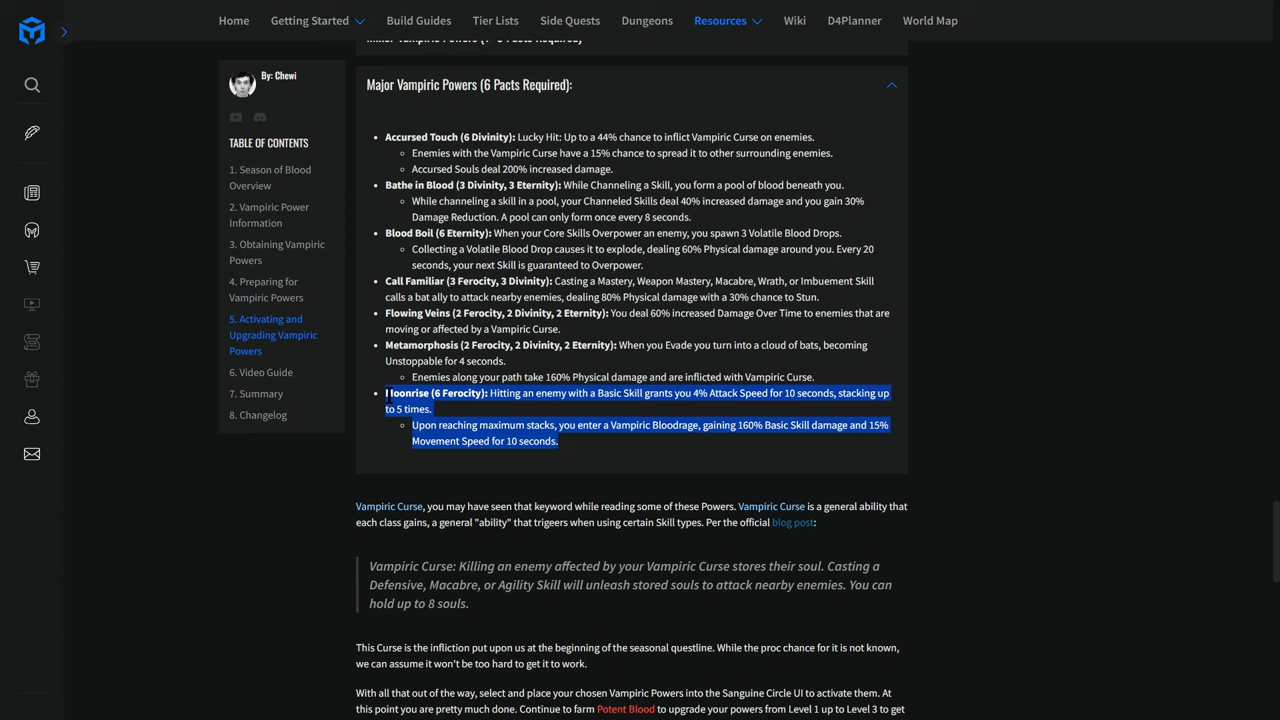 Home
Getting Started
Build Guides
Tier Lists
Side Quests
Dungeons
Resources
Wiki
D4Planner
World Map
By: Chewi
TABLE OF CONTENTS
1. Season of Blood
Overview
2. Vampiric Power
Information
3. Obtaining Vampiric
Powers
4. Preparing for
Vampiric Powers
5. Activating and
Upgrading Vampiric
Powers
6. Video Guide
7. Summary
8. Changelog
Major Vampiric Powers (6 Pacts Required):
Accursed Touch (6 Divinity): Lucky Hit: Up to a 44% chance to inflict Vampiric Curse on enemies.
Enemies with the Vampiric Curse have a 15% chance to spread it to other surrounding enemies.
Accursed Souls deal 200% increased damage.
Bathe in Blood (3 Divinity, 3 Eternity): While Channeling a Skill, you form a pool of blood beneath you.
While channeling a skill in a pool, your Channeled Skills deal 40% increased damage and you gain 30%
Damage Reduction. A pool can only form once every 8 seconds.
Blood Boil (6 Eternity): When your Core Skills Overpower an enemy, you spawn 3 Volatile Blood Drops.
Collecting a Volatile Blood Drop causes it to explode, dealing 60% Physical damage around you. Every 20
seconds, your next Skill is guaranteed to Overpower.
Call Familiar (3 Ferocity, 3 Divinity): Casting a Mastery, Weapon Mastery, Macabre, Wrath, or Imbuement Skill
calls a bat ally to attack nearby enemies, dealing 80% Physical damage with a 30% chance to Stun.
Flowing Veins (2 Ferocity, 2 Divinity, 2 Eternity): You deal 60% increased Damage Over Time to enemies that are
moving or affected by a Vampiric Curse.
Metamorphosis (2 Ferocity, 2 Divinity, 2 Eternity): When you Evade you turn into a cloud of bats, becoming
Unstoppable for 4 seconds.
Enemies along your path take 160% Physical damage and are inflicted with Vampiric Curse.
Moonrise (6 Ferocity): Hitting an enemy with a Basic Skill grants you 4% Attack Speed for 10 seconds, stacking up
to 5 times.
Upon reaching maximum stacks, you enter a Vampiric Bloodrage, gaining 160% Basic Skill damage and 15%
Movement Speed for 10 seconds.
Vampiric Curse, you may have seen that keyword while reading some of these Powers. Vampiric Curse is a general ability that
each class gains, a general "ability" that trigeers when using certain Skill types. Per the official blog post:
Vampiric Curse: Killing an enemy affected by your Vampiric Curse stores their soul. Casting a
Defensive, Macabre, or Agility Skill will unleash stored souls to attack nearby enemies. You can
hold up to 8 souls.
This Curse is the infliction put upon us at the beginning of the seasonal questline. While the proc chance for it is not known,
we can assume it won't be too hard to get it to work.
With all that out of the way, select and place your chosen Vampiric Powers into the Sanguine Circle UI to activate them. At
this point you are pretty much done. Continue to farm Potent Blood to upgrade your powers from Level 1 up to Level 3 to get